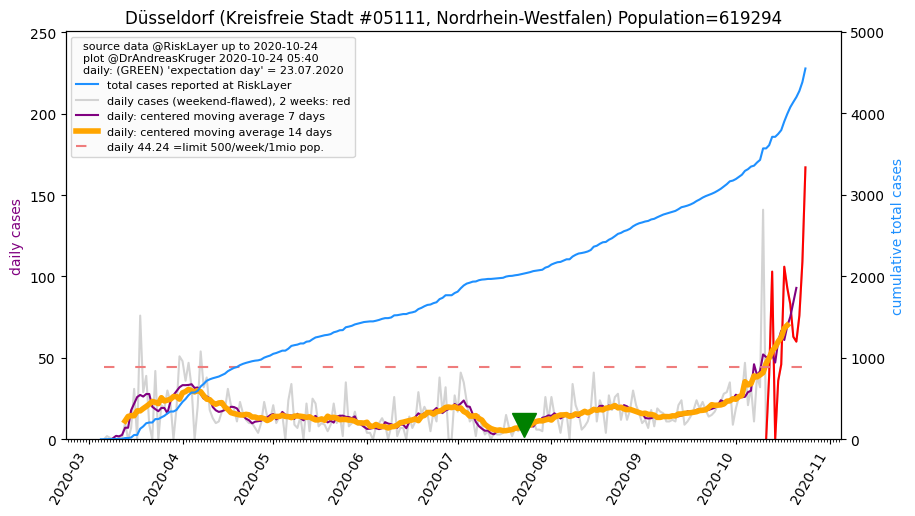 Düsseldorf (Kreisfreie Stadt #05111, Nordrhein-Westfalen) Population=619294
source data @RiskLayer up to 2020-10-24
plot @DrAndreasKruger 2020-10-24 05:40
daily: (GREEN) 'expectation day' = 23.07.2020
total cases reported at RiskLayer
daily cases (weekend-flawed), 2 weeks: red
daily: centered moving average 7 days
daily: centered moving average 14 days
daily 44.24 =limit 500/week/1mio pop.
daily cases
250
200
150
100
50
0
cumulative total cases
5000
4000
3000
2000
1000
0
2020-03
2020-04
2020-05
2020-06
2020-07
2020-08
2020-09
2020-10
2020-11